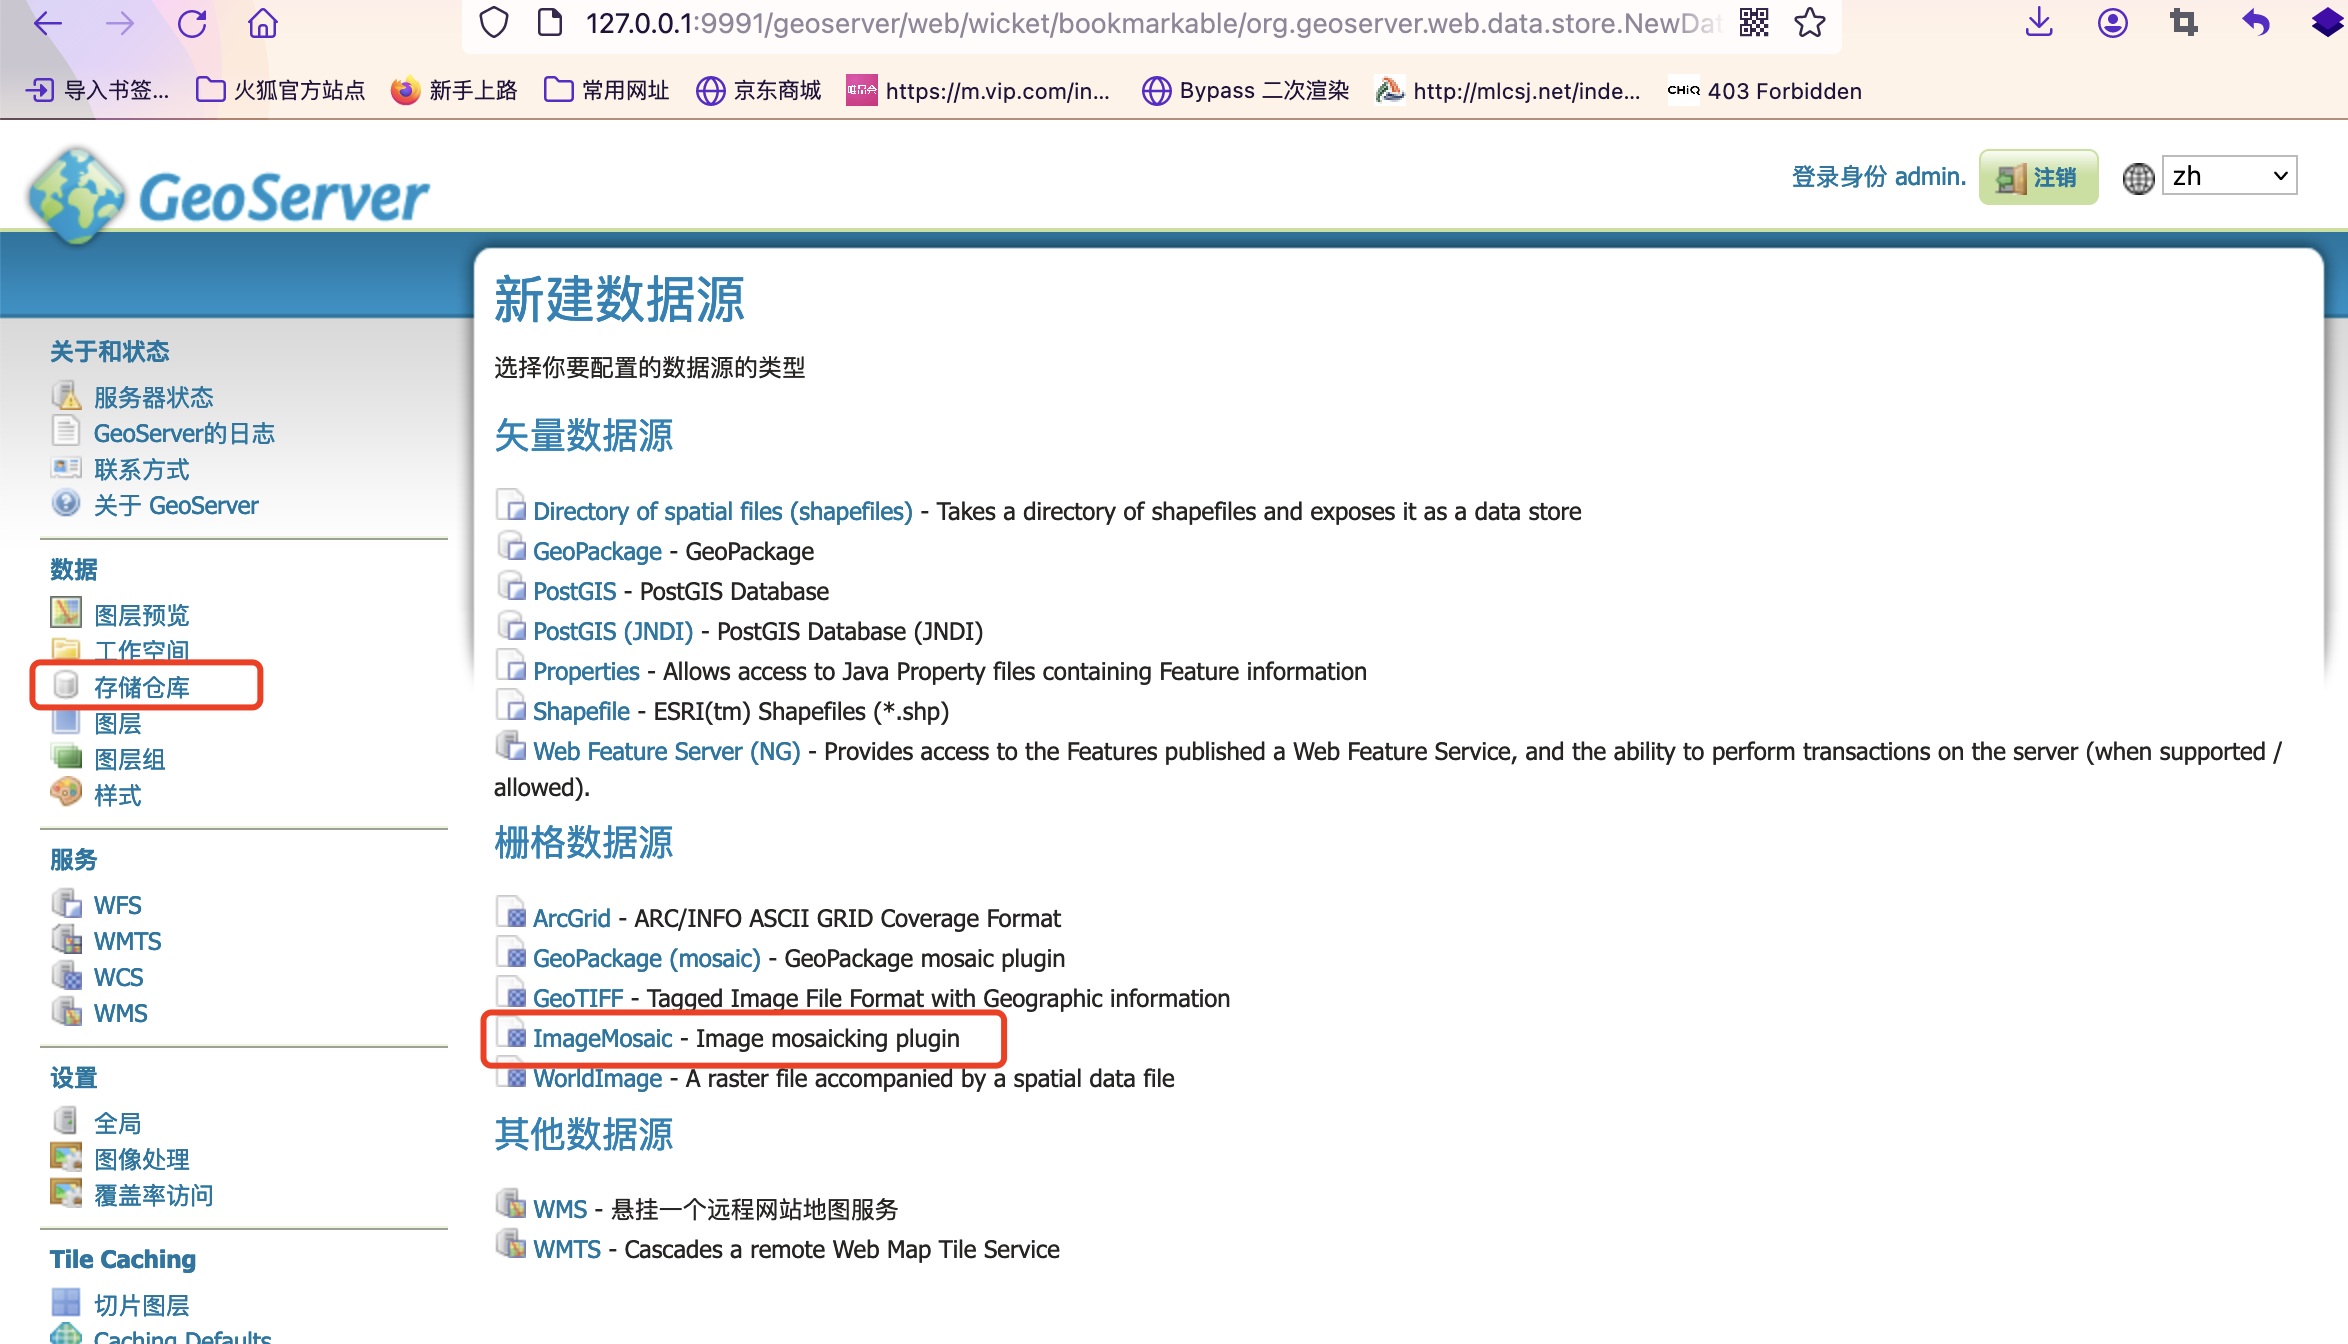 127.0.0.1:9991/geoserver/web/wicket/bookmarkable/org.geoserver.web.data.store.NewDat
导入书签... 火狐官方站点 新手上路 常用网址 京东商城 https://m.vip.com/in... Bypass 二次渲染 http://mlcsj.net/inde... CHiQ 403 Forbidden
GeoServer
登录身份 admin. 注销 zh
新建数据源
选择你要配置的数据源的类型
矢量数据源
Directory of spatial files (shapefiles) - Takes a directory of shapefiles and exposes it as a data store
GeoPackage - GeoPackage
PostGIS - PostGIS Database
PostGIS (JNDI) - PostGIS Database (JNDI)
Properties - Allows access to Java Property files containing Feature information
Shapefile - ESRI(tm) Shapefiles (*.shp)
Web Feature Server (NG) - Provides access to the Features published a Web Feature Service, and the ability to perform transactions on the server (when supported /
allowed).
栅格数据源
ArcGrid - ARC/INFO ASCII GRID Coverage Format
GeoPackage (mosaic) - GeoPackage mosaic plugin
GeoTIFF - Tagged Image File Format with Geographic information
ImageMosaic - Image mosaicking plugin
WorldImage - A raster file accompanied by a spatial data file
其他数据源
WMS - 悬挂一个远程网站地图服务
WMTS - Cascades a remote Web Map Tile Service
关于和状态
服务器状态
GeoServer的日志
联系方式
关于 GeoServer
数据
图层预览
工作空间
存储仓库
图层
图层组
样式
服务
WFS
WMTS
WCS
WMS
设置
全局
图像处理
覆盖率访问
Tile Caching
切片图层
Caching Defaults